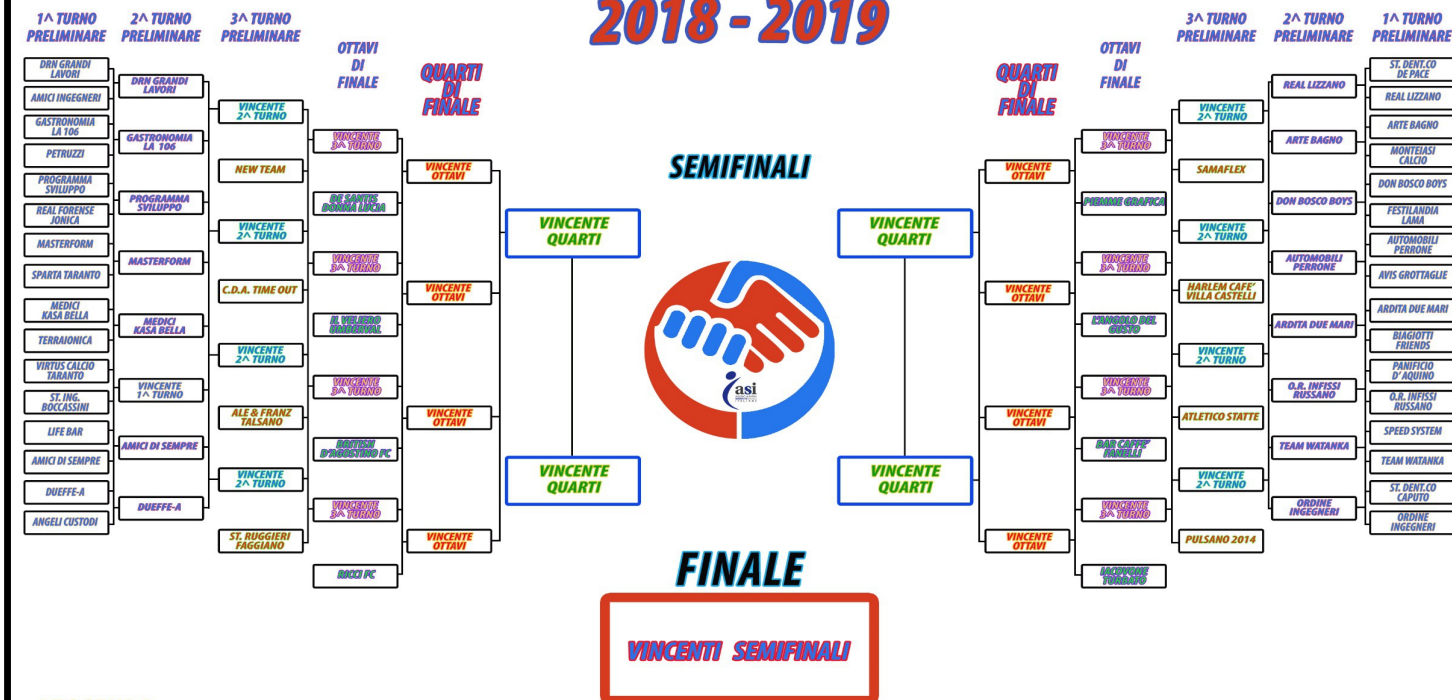 2018 - 2019
1^ TURNO
PRELIMINARE
2^ TURNO
PRELIMINARE
3^ TURNO
PRELIMINARE
OTTAVI
DI
FINALE
QUARTI
DI
FINALE
DRN GRANDI
LAVORI
AMICI INGEGNERI
GASTRONOMIA
LA 106
PETRUZZI
PROGRAMMA
SVILUPPO
REAL FORENSE
JONICA
MASTERFORM
SPARTA TARANTO
MEDICI
KASA BELLA
TERRAIONICA
VIRTUS CALCIO
TARANTO
ST. ING.
BOCCASSINI
LIFE BAR
AMICI DI SEMPRE
DUEFFE-A
ANGELI CUSTODI
DRN GRANDI
LAVORI
GASTRONOMIA
LA 106
PROGRAMMA
SVILUPPO
MASTERFORM
MEDICI
KASA BELLA
VINCENTE
1^ TURNO
AMICI DI SEMPRE
DUEFFE-A
VINCENTE
2^ TURNO
NEW TEAM
VINCENTE
2^ TURNO
C.D.A. TIME OUT
VINCENTE
2^ TURNO
ALE & FRANZ
TALSANO
VINCENTE
2^ TURNO
ST. RUGGIERI
FAGGIANO
VINCENTE
3^ TURNO
DE SANTIS
DONNA LUCIA
VINCENTE
3^ TURNO
IL VELIERO
UMBERVAL
VINCENTE
3^ TURNO
BRITISH
D'AGOSTINO FC
VINCENTE
3^ TURNO
RICCI FC
VINCENTE
OTTAVI
VINCENTE
OTTAVI
VINCENTE
OTTAVI
VINCENTE
OTTAVI
SEMIFINALI
VINCENTE
QUARTI
VINCENTE
QUARTI
asi
VINCENTE
QUARTI
VINCENTE
QUARTI
FINALE
VINCENTI SEMIFINALI
QUARTI
DI
FINALE
OTTAVI
DI
FINALE
3^ TURNO
PRELIMINARE
2^ TURNO
PRELIMINARE
1^ TURNO
PRELIMINARE
VINCENTE
OTTAVI
VINCENTE
OTTAVI
VINCENTE
OTTAVI
VINCENTE
OTTAVI
VINCENTE
3^ TURNO
PIEMME GRAFICA
VINCENTE
3^ TURNO
L'ANGOLO DEL
GUSTO
VINCENTE
3^ TURNO
BAR CAFFE'
FANELLI
VINCENTE
3^ TURNO
IACOVONE
TURBATO
VINCENTE
2^ TURNO
SAMAFLEX
VINCENTE
2^ TURNO
HARLEM CAFE'
VILLA CASTELLI
VINCENTE
2^ TURNO
ATLETICO STATTE
VINCENTE
2^ TURNO
PULSANO 2014
REAL LIZZANO
ARTE BAGNO
DON BOSCO BOYS
AUTOMOBILI
PERRONE
ARDITA DUE MARI
O.R. INFISSI
RUSSANO
TEAM WATANKA
ORDINE
INGEGNERI
ST. DENT.CO
DE PACE
REAL LIZZANO
ARTE BAGNO
MONTEIASI
CALCIO
DON BOSCO BOYS
FESTILANDIA
LAMA
AUTOMOBILI
PERRONE
AVIS GROTTAGLIE
ARDITA DUE MARI
BIAGIOTTI
FRIENDS
PANIFICIO
D'AQUINO
O.R. INFISSI
RUSSANO
SPEED SYSTEM
TEAM WATANKA
ST. DENT.CO
CAPUTO
ORDINE
INGEGNERI